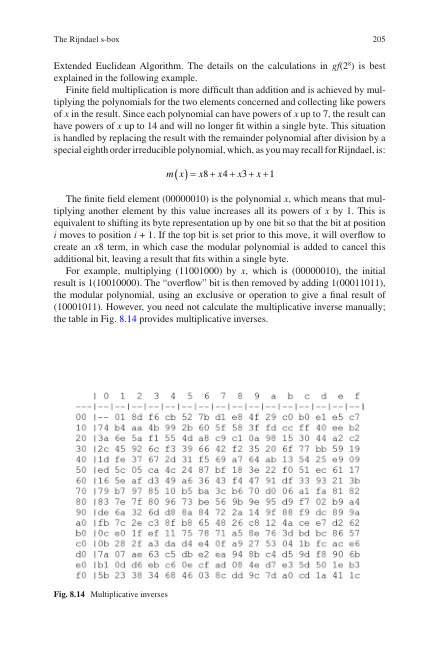 The Rijndael s-box 205
Extended Euclidean Algorithm. The details on the calculations in gf(2⁸) is best
explained in the following example.
Finite field multiplication is more difficult than addition and is achieved by mul-
tiplying the polynomials for the two elements concerned and collecting like powers
of x in the result. Since each polynomial can have powers of x up to 7, the result can
have powers of x up to 14 and will no longer fit within a single byte. This situation
is handled by replacing the result with the remainder polynomial after division by a
special eighth order irreducible polynomial, which, as you may recall for Rijndael, is:
m(x) = x8 + x4 + x3 + x + 1
The finite field element (00000010) is the polynomial x, which means that mul-
tiplying another element by this value increases all its powers of x by 1. This is
equivalent to shifting its byte representation up by one bit so that the bit at position
i moves to position i + 1. If the top bit is set prior to this move, it will overflow to
create an x8 term, in which case the modular polynomial is added to cancel this
additional bit, leaving a result that fits within a single byte.
For example, multiplying (11001000) by x, which is (00000010), the initial
result is 1(10010000). The “overflow” bit is then removed by adding 1(00011011),
the modular polynomial, using an exclusive or operation to give a final result of
(10001011). However, you need not calculate the multiplicative inverse manually;
the table in Fig. 8.14 provides multiplicative inverses.
| 0 1 2 3 4 5 6 7 8 9 a b c d e f
---|--|--|--|--|--|--|--|--|--|--|--|--|--|--|--|--|
00 |-- 01 8d f6 cb 52 7b d1 e8 4f 29 c0 b0 e1 e5 c7
10 |74 b4 aa 4b 99 2b 60 5f 58 3f fd cc ff 40 ee b2
20 |3a 6e 5a f1 55 4d a8 c9 c1 0a 98 15 30 44 a2 c2
30 |2c 45 92 6c f3 39 66 42 f2 35 20 6f 77 bb 59 19
40 |1d fe 37 67 2d 31 f5 69 a7 64 ab 13 54 25 e9 09
50 |ed 5c 05 ca 4c 24 87 bf 18 3e 22 f0 51 ec 61 17
60 |16 5e af d3 49 a6 36 43 f4 47 91 df 33 93 21 3b
70 |79 b7 97 85 10 b5 ba 3c b6 70 d0 06 a1 fa 81 82
80 |83 7e 7f 80 96 73 be 56 9b 9e 95 d9 f7 02 b9 a4
90 |de 6a 32 6d d8 8a 84 72 2a 14 9f 88 f9 dc 89 9a
a0 |fb 7c 2e c3 8f b8 65 48 26 c8 12 4a ce e7 d2 62
b0 |0c e0 1f ef 11 75 78 71 a5 8e 76 3d bd bc 86 57
c0 |0b 28 2f a3 da d4 e4 0f a9 27 53 04 1b fc ac e6
d0 |7a 07 ae 63 c5 db e2 ea 94 8b c4 d5 9d f8 90 6b
e0 |b1 0d d6 eb c6 0e cf ad 08 4e d7 e3 5d 50 1e b3
f0 |5b 23 38 34 68 46 03 8c dd 9c 7d a0 cd 1a 41 1c
Fig. 8.14 Multiplicative inverses